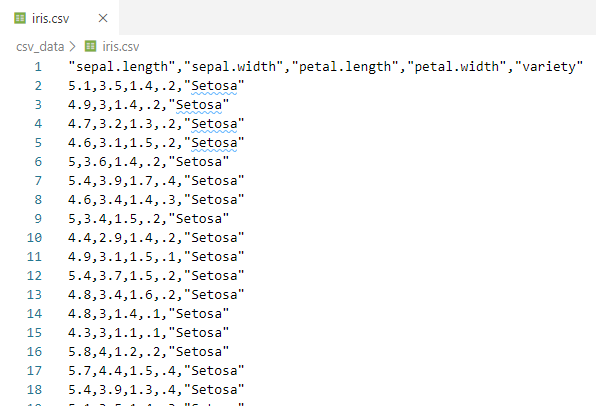 iris.csv
csv_data > iris.csv
1 "sepal.length","sepal.width","petal.length","petal.width","variety"
2 5.1,3.5,1.4,.2,"Setosa"
3 4.9,3,1.4,.2,"Setosa"
4 4.7,3.2,1.3,.2,"Setosa"
5 4.6,3.1,1.5,.2,"Setosa"
6 5,3.6,1.4,.2,"Setosa"
7 5.4,3.9,1.7,.4,"Setosa"
8 4.6,3.4,1.4,.3,"Setosa"
9 5,3.4,1.5,.2,"Setosa"
10 4.4,2.9,1.4,.2,"Setosa"
11 4.9,3.1,1.5,.1,"Setosa"
12 5.4,3.7,1.5,.2,"Setosa"
13 4.8,3.4,1.6,.2,"Setosa"
14 4.8,3,1.4,.1,"Setosa"
15 4.3,3,1.1,.1,"Setosa"
16 5.8,4,1.2,.2,"Setosa"
17 5.7,4.4,1.5,.4,"Setosa"
18 5.4,3.9,1.3,.4,"Setosa"